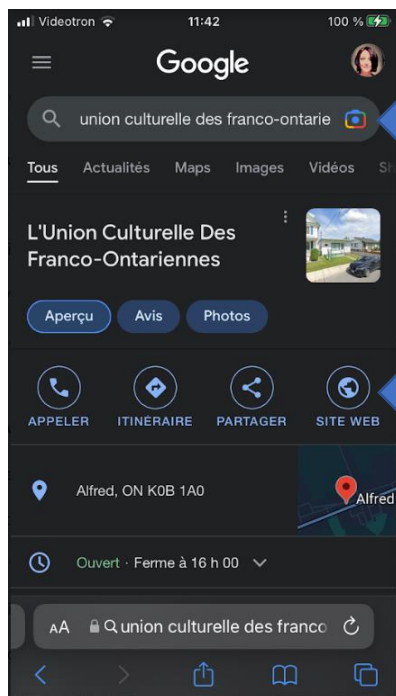 Videotron 11:42 100 %
Google
union culturelle des franco-ontarie
Tous Actualités Maps Images Vidéos Sh
L'Union Culturelle Des
Franco-Ontariennes
Aperçu Avis Photos
APPELER ITINÉRAIRE PARTAGER SITE WEB
Alfred, ON K0B 1A0
Alfred
Ouvert · Ferme à 16 h 00
AA union culturelle des franco